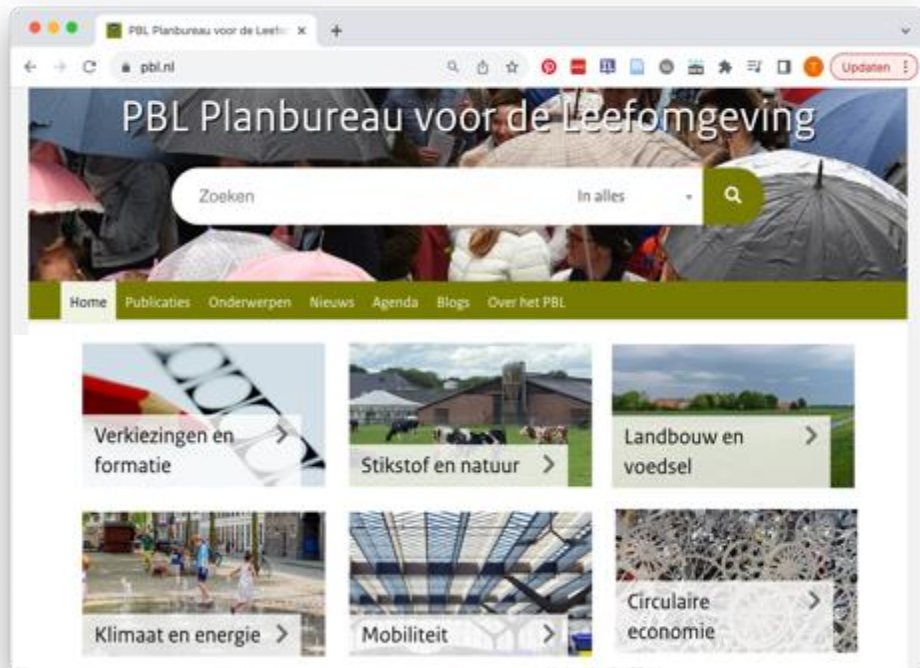 PBL Planbureau voor de Leefo
pbl.nl
Updaten
PBL Planbureau voor de Leefomgeving
Zoeken
In alles
Home Publicaties Onderwerpen Nieuws Agenda Blogs Over het PBL
Verkiezingen en
formatie
Stikstof en natuur
Landbouw en
voedsel
Klimaat en energie
Mobiliteit
Circulaire
economie